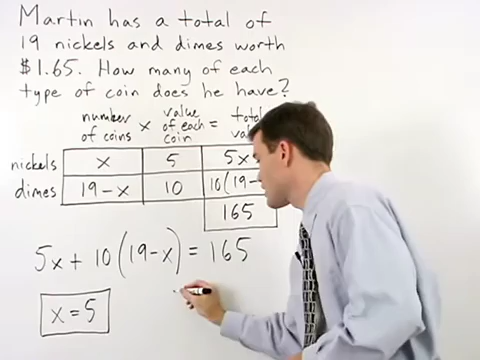 Martin has a total of
19 nickels and dimes worth
$1.65. How many of each
type of coin does he have?
number of coins × value of each coin = total
nickels x 5 5x
dimes 19-x 10 10(19-
165
5x + 10(19-x) = 165
x = 5